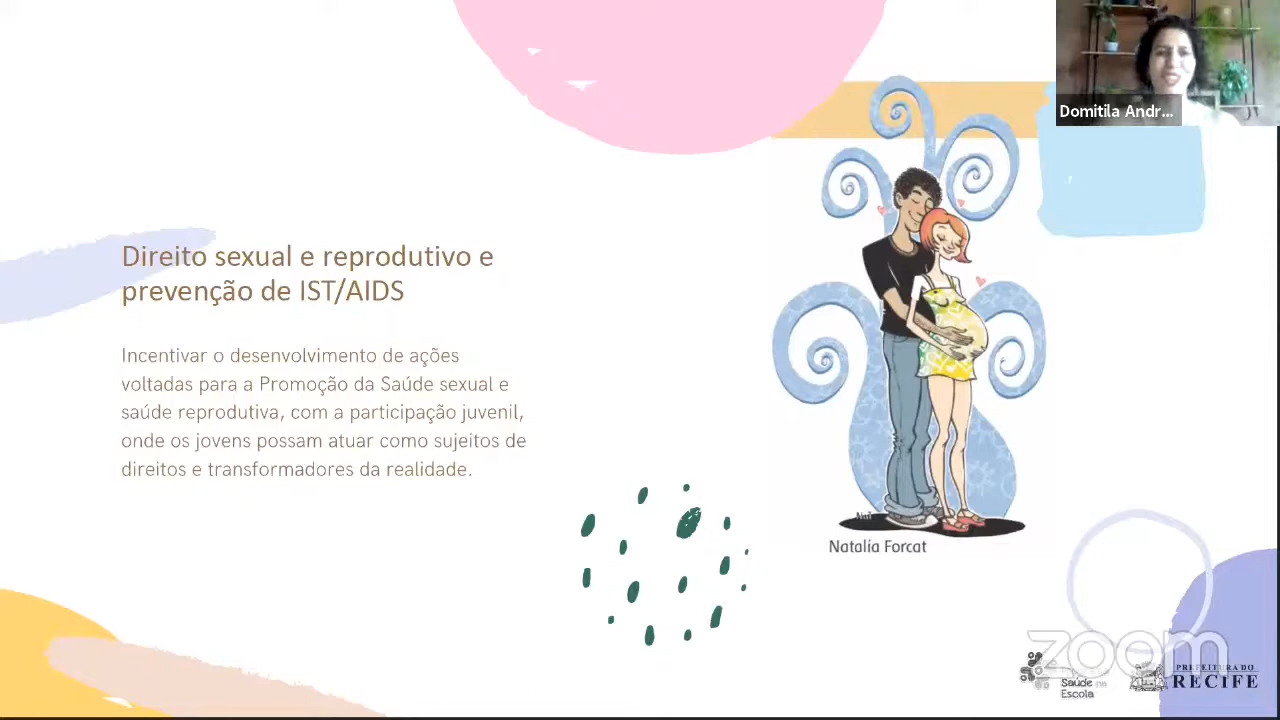 Domitila Andr...
Direito sexual e reprodutivo e
prevenção de IST/AIDS
Incentivar o desenvolvimento de ações
voltadas para a Promoção da Saúde sexual e
saúde reprodutiva, com a participação juvenil,
onde os jovens possam atuar como sujeitos de
direitos e transformadores da realidade.
Natalia Forcat
zoom
Saúde na
Escola
PREFEITURA DO
RECIFE